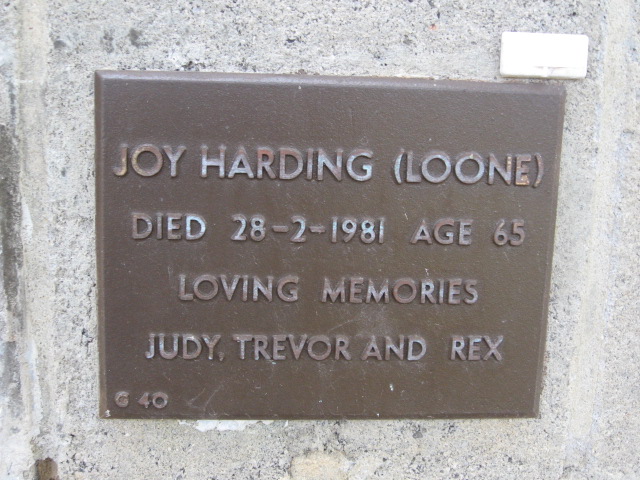 JOY HARDING (LOONE)
DIED 28-2-1981 AGE 65
LOVING MEMORIES
JUDY, TREVOR AND REX
G 40